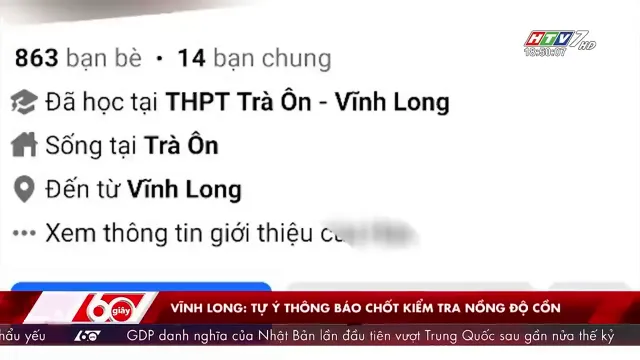 HTV7 HD
18:50:07
863 bạn bè • 14 bạn chung
Đã học tại THPT Trà Ôn - Vĩnh Long
Sống tại Trà Ôn
Đến từ Vĩnh Long
Xem thông tin giới thiệu
60 giây
VĨNH LONG: TỰ Ý THÔNG BÁO CHỐT KIỂM TRA NỒNG ĐỘ CỒN
yếu 60 GDP danh nghĩa của Nhật Bản lần đầu tiên vượt Trung Quốc sau gần nửa thế kỷ